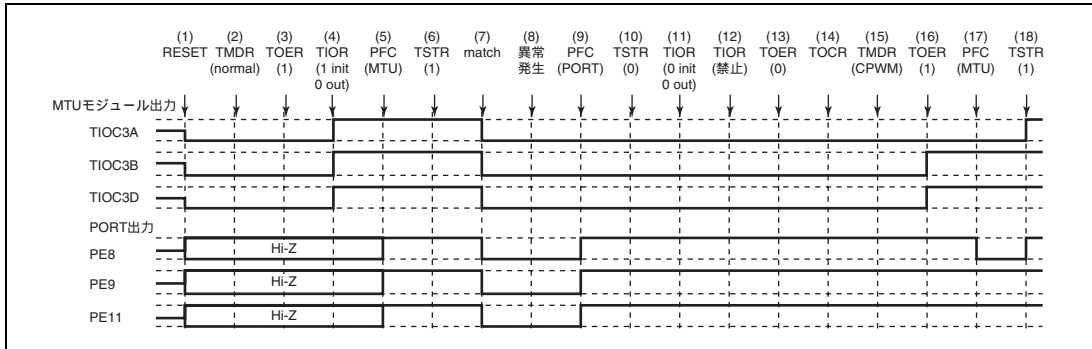 (1) (2) (3) (4) (5) (6) (7) (8) (9) (10) (11) (12) (13) (14) (15) (16) (17) (18)
RESET TMDR TOER TIOR PFC TSTR match 異常 PFC TSTR TIOR TIOR TOER TOCR TMDR TOER PFC TSTR
(normal) (1) (1 init (MTU) (1) 発生 (PORT) (0) (0 init (禁止) (0) (CPWM) (1) (MTU) (1)
0 out) 0 out)
MTUモジュール出力
TIOC3A
TIOC3B
TIOC3D
PORT出力
PE8 Hi-Z
PE9 Hi-Z
PE11 Hi-Z